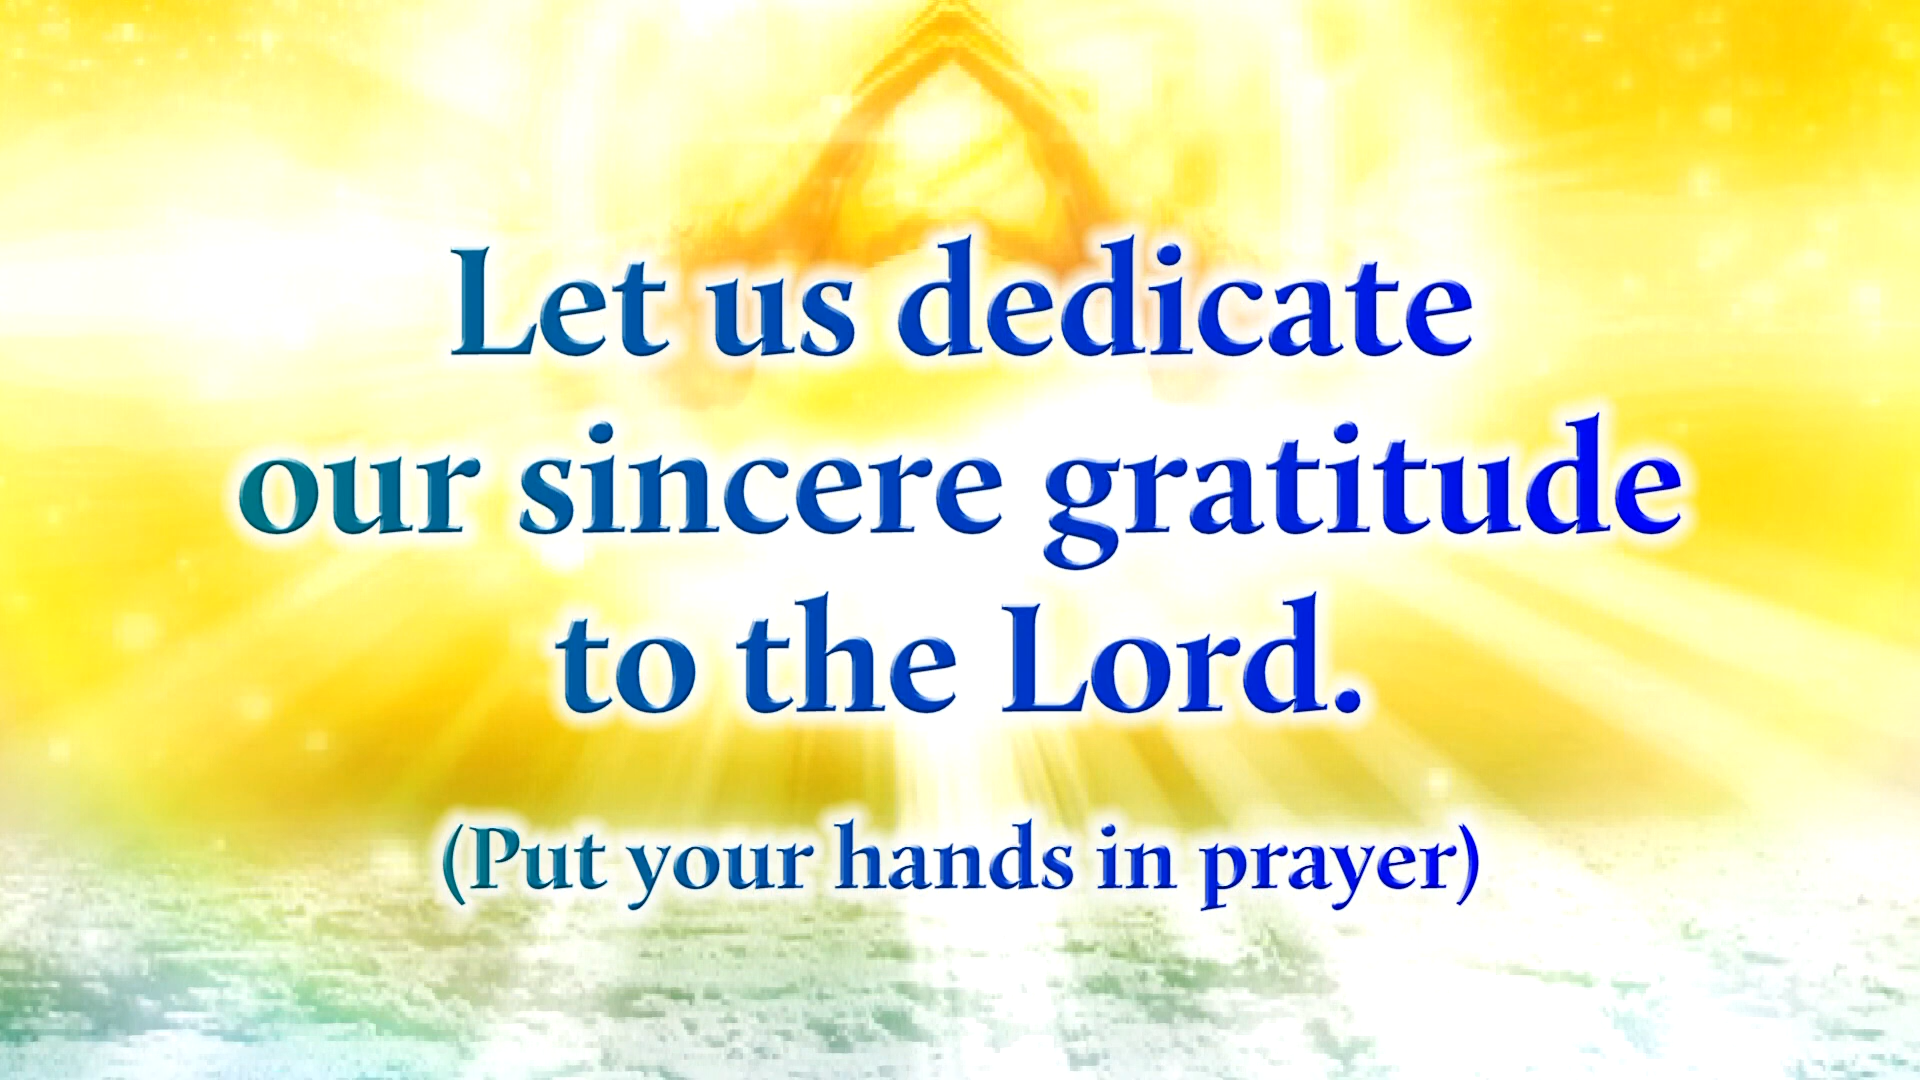 Let us dedicate
our sincere gratitude
to the Lord.
(Put your hands in prayer)